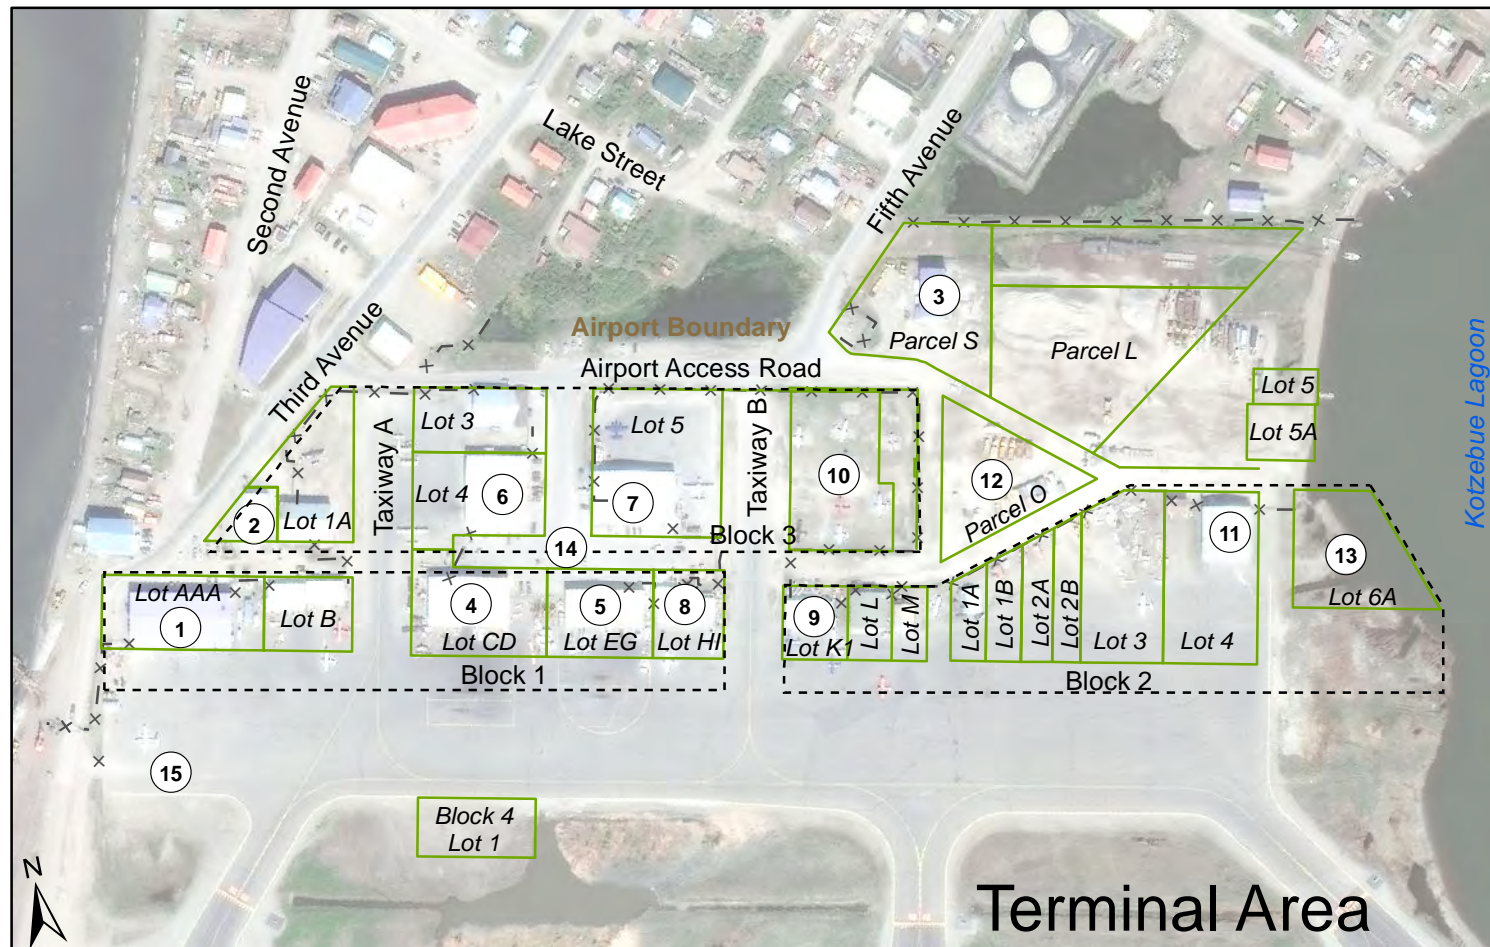 Second Avenue
Lake Street
Fifth Avenue
Third Avenue
Airport Boundary
Airport Access Road
3
Parcel S
Parcel L
Kotzebue Lagoon
Lot 5
Lot 5A
Taxiway A
Lot 3
Lot 5
Taxiway B
Lot 4
6
7
10
12
Parcel O
2
Lot 1A
14
Block 3
11
13
Lot 6A
Lot AAA
1
Lot B
4
Lot CD
5
Lot EG
8
Lot HI
9
Lot K1
Lot L
Lot M
Lot 1A
Lot 1B
Lot 2A
Lot 2B
Lot 3
Lot 4
Block 1
Block 2
15
Block 4
Lot 1
N
Terminal Area